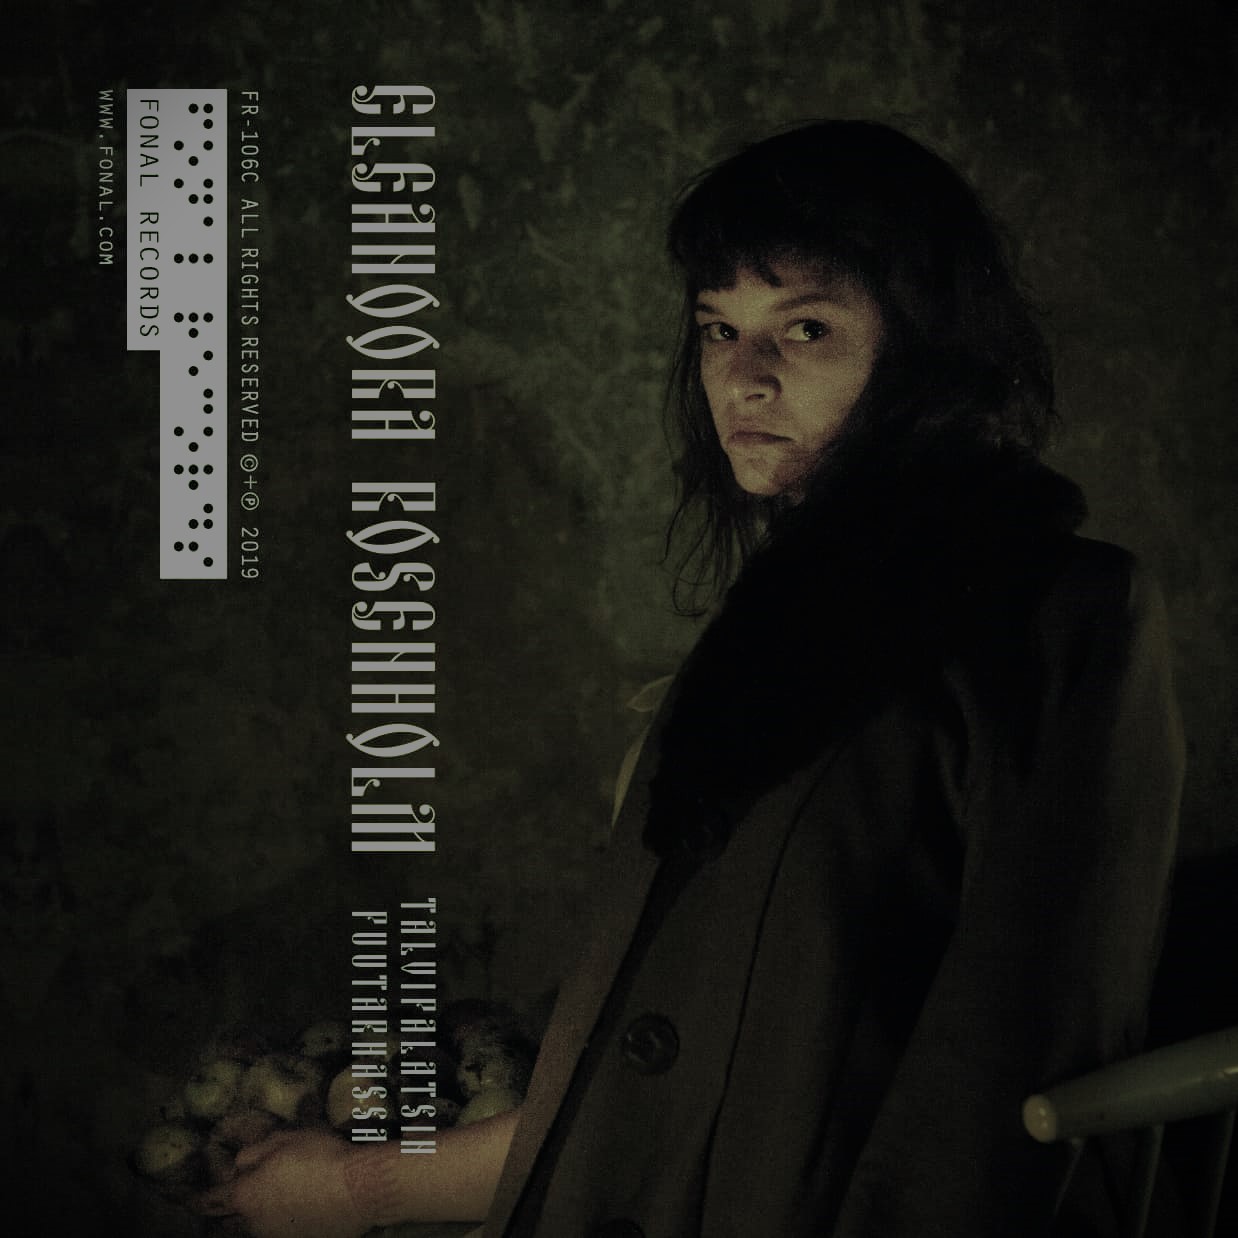 ELEANOORA ROSENHOLM
TALVIPALATSIN
PUUTARHASSA
FR-106C ALL RIGHTS RESERVED ©+℗ 2019
FONAL RECORDS
WWW.FONAL.COM